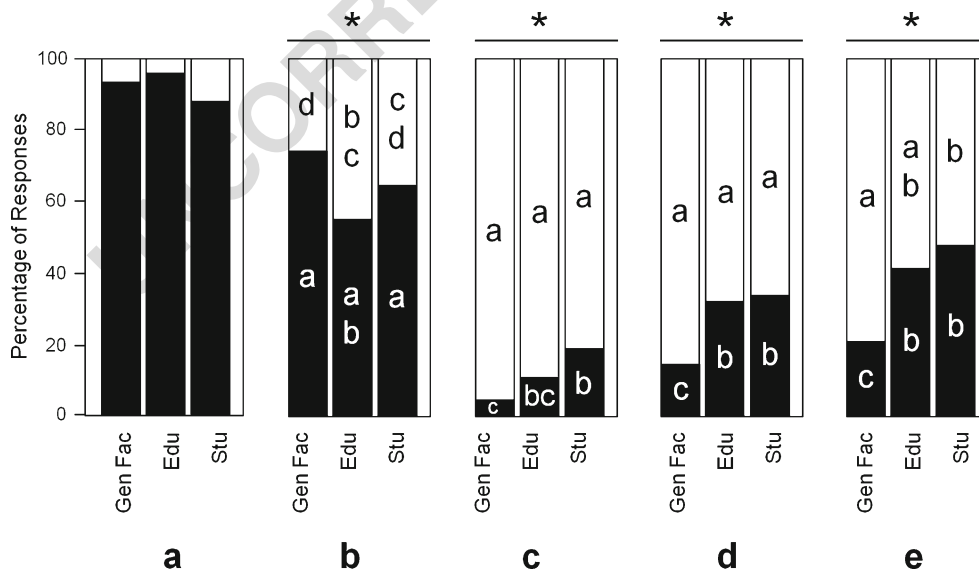 * * * *
Percentage of Responses
100
80
60
40
20
0
d
a
b
c
a
b
c
d
a
a
c
a
bc
a
b
a
c
a
b
a
b
a
c
a
b
b
b
b
Gen Fac Edu Stu
Gen Fac Edu Stu
Gen Fac Edu Stu
Gen Fac Edu Stu
Gen Fac Edu Stu
a b c d e